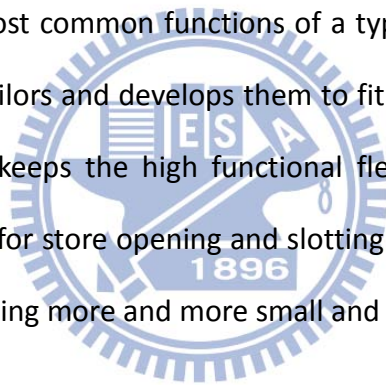 ost common functions of a typ
ilors and develops them to fit
keeps the high functional fle
for store opening and slotting
ing more and more small and
E S A
1896